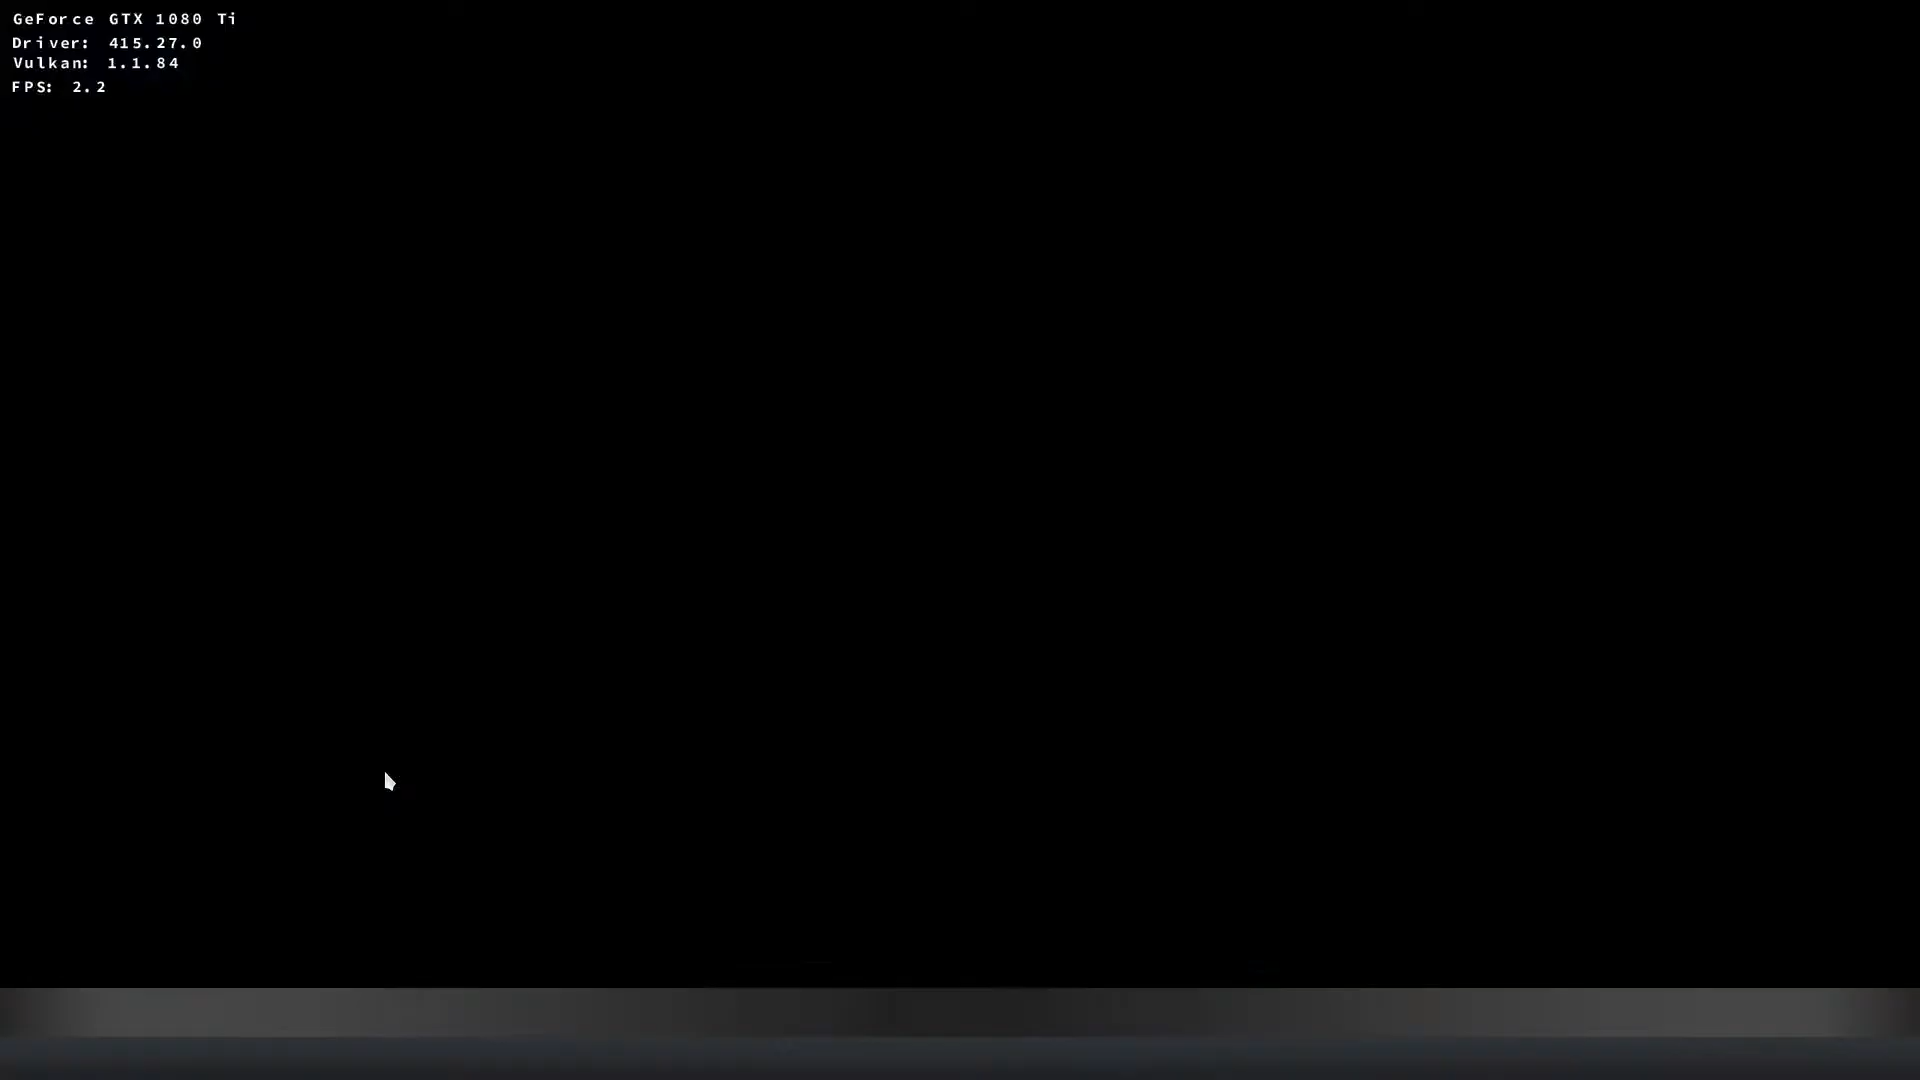 GeForce GTX 1080 Ti
Driver: 415.27.0
Vulkan: 1.1.84
FPS: 2.2